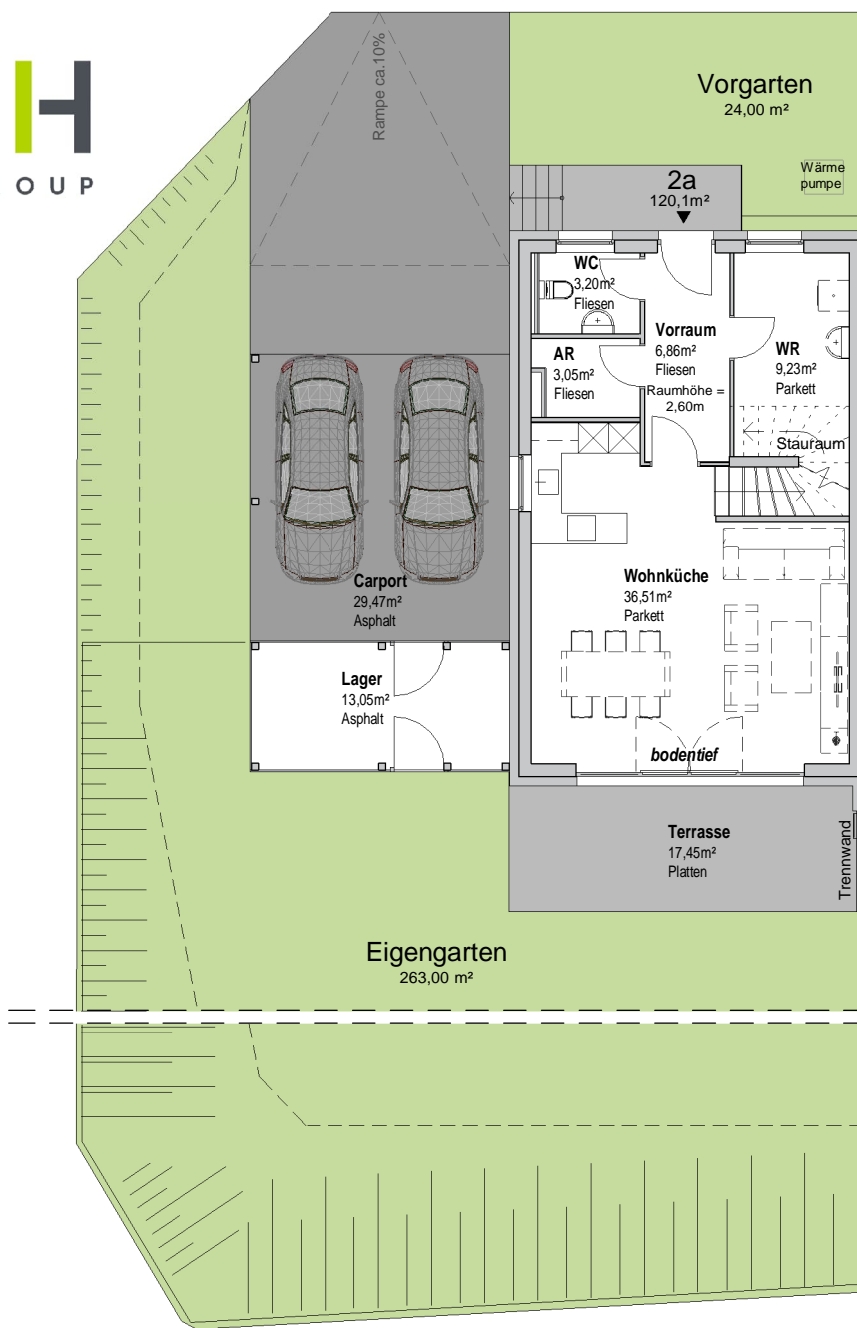 H
OUP
Rampe ca.10%
Vorgarten
24,00 m²
Wärme
pumpe
2a
120,1m²
WC
3,20m²
Fliesen
Vorraum
6,86m²
Fliesen
Raumhöhe =
2,60m
AR
3,05m²
Fliesen
WR
9,23m²
Parkett
Stauraum
Carport
29,47m²
Asphalt
Wohnküche
36,51m²
Parkett
Lager
13,05m²
Asphalt
bodentief
Terrasse
17,45m²
Platten
Trennwand
Eigengarten
263,00 m²